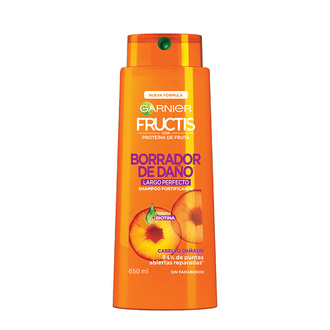 NUEVA FÓRMULA
GARNIER
FRUCTIS
CON
PROTEÍNA DE FRUTA
BORRADOR
DE DAÑO
LARGO PERFECTO
SHAMPOO FORTIFICANTE
BIOTINA
CABELLO DAÑADO
84% de puntas
abiertas reparadas
650 ml
SIN PARABENOS